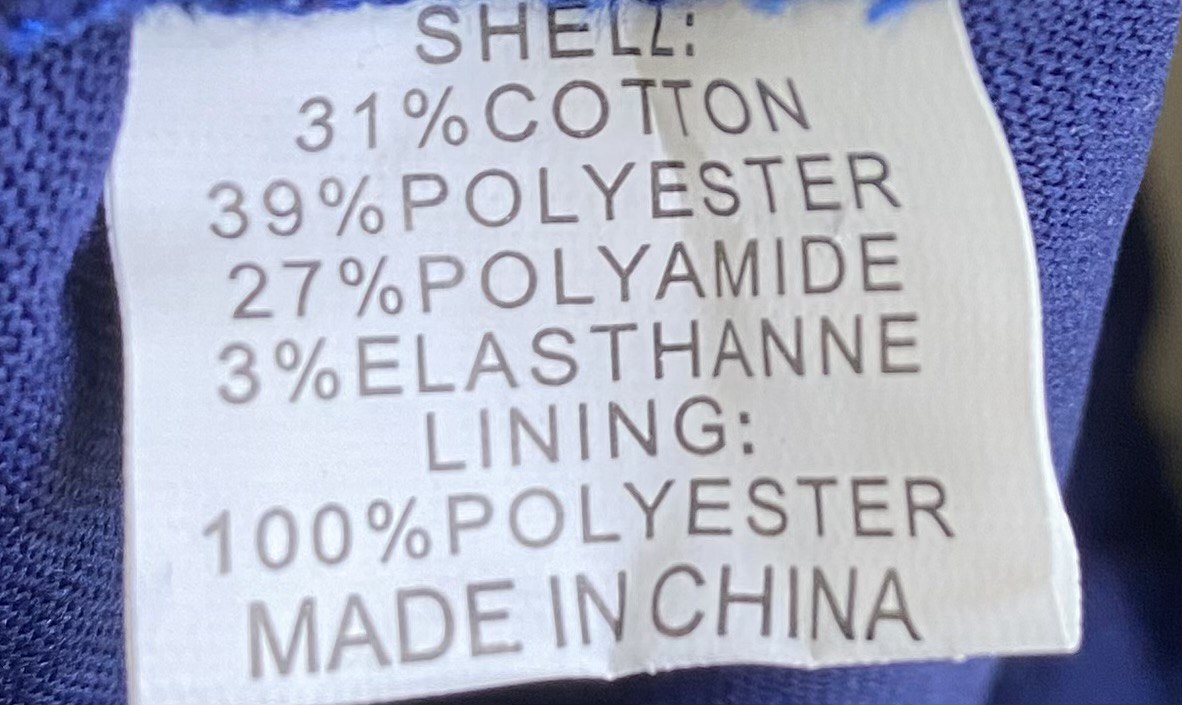 SHELL:
31%COTTON
39%POLYESTER
27%POLYAMIDE
3%ELASTHANNE
LINING:
100%POLYESTER
MADE IN CHINA